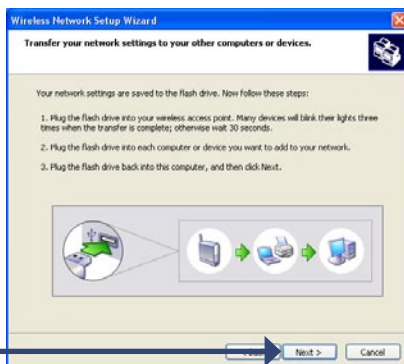 Wireless Network Setup Wizard
Transfer your network settings to your other computers or devices.
Your network settings are saved to the flash drive. Now follow these steps:
1. Plug the flash drive into your wireless access point. Many devices will blink their lights three
times when the transfer is complete; otherwise wait 30 seconds.
2. Plug the flash drive into each computer or device you want to add to your network.
3. Plug the flash drive back into this computer, and then click Next.
Next > Cancel